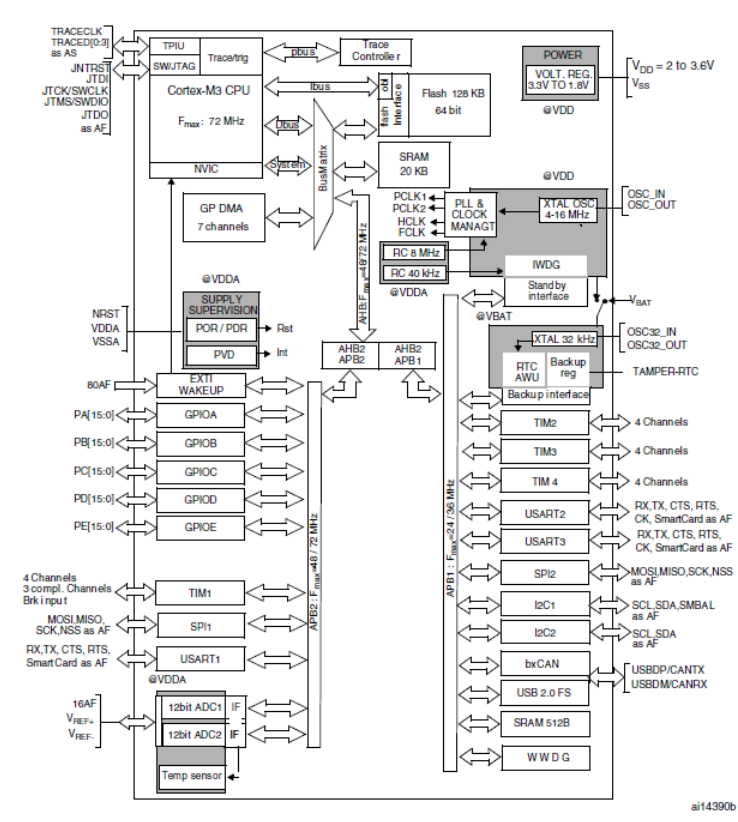 TRACECLK
TRACED[0:3]
as AS
JNTRST
JTDI
JTCK/SWCLK
JTMS/SWDIO
JTDO
as AF
TPIU
SW/JTAG
Trace/trig
Cortex-M3 CPU
Fmax: 72 MHz
NVIC
pbus
Ibus
Dbus
System
Trace
Controller
BusMatrix
flash obl
Interface
Flash 128 KB
64 bit
SRAM
20 KB
POWER
VOLT. REG.
3.3V TO 1.8V
@VDD
VDD = 2 to 3.6V
VSS
GP DMA
7 channels
AHB:Fmax=48/72 MHz
PCLK1
PCLK2
HCLK
FCLK
PLL &
CLOCK
MANAGT
@VDD
XTAL OSC
4-16 MHz
OSC_IN
OSC_OUT
RC 8 MHz
RC 40 kHz
@VDDA
IWDG
Standby
interface
@VBAT
VBAT
@VDDA
SUPPLY
SUPERVISION
NRST
VDDA
VSSA
POR / PDR
Rst
PVD
Int
XTAL 32 kHz
OSC32_IN
OSC32_OUT
RTC
AWU
Backup
reg
TAMPER-RTC
Backup interface
AHB2
APB2
AHB2
APB1
80AF
EXTI
WAKEUP
PA[15:0]
GPIOA
PB[15:0]
GPIOB
PC[15:0]
GPIOC
PD[15:0]
GPIOD
PE[15:0]
GPIOE
4 Channels
3 compl. Channels
Brk input
TIM1
MOSI,MISO,
SCK,NSS as AF
SPI1
RX,TX, CTS, RTS,
SmartCard as AF
USART1
@VDDA
16AF
VREF+
VREF-
12bit ADC1
IF
12bit ADC2
IF
Temp sensor
APB2 : Fmax=48 / 72 MHz
APB1 : Fmax=24 / 36 MHz
TIM2
4 Channels
TIM3
4 Channels
TIM 4
4 Channels
USART2
RX,TX, CTS, RTS,
CK, SmartCard as AF
USART3
RX,TX, CTS, RTS,
CK, SmartCard as AF
SPI2
MOSI,MISO,SCK,NSS
as AF
I2C1
SCL,SDA,SMBAL
as AF
I2C2
SCL,SDA
as AF
bxCAN
USBDP/CANTX
USBDM/CANRX
USB 2.0 FS
SRAM 512B
WWDG
ai14390b